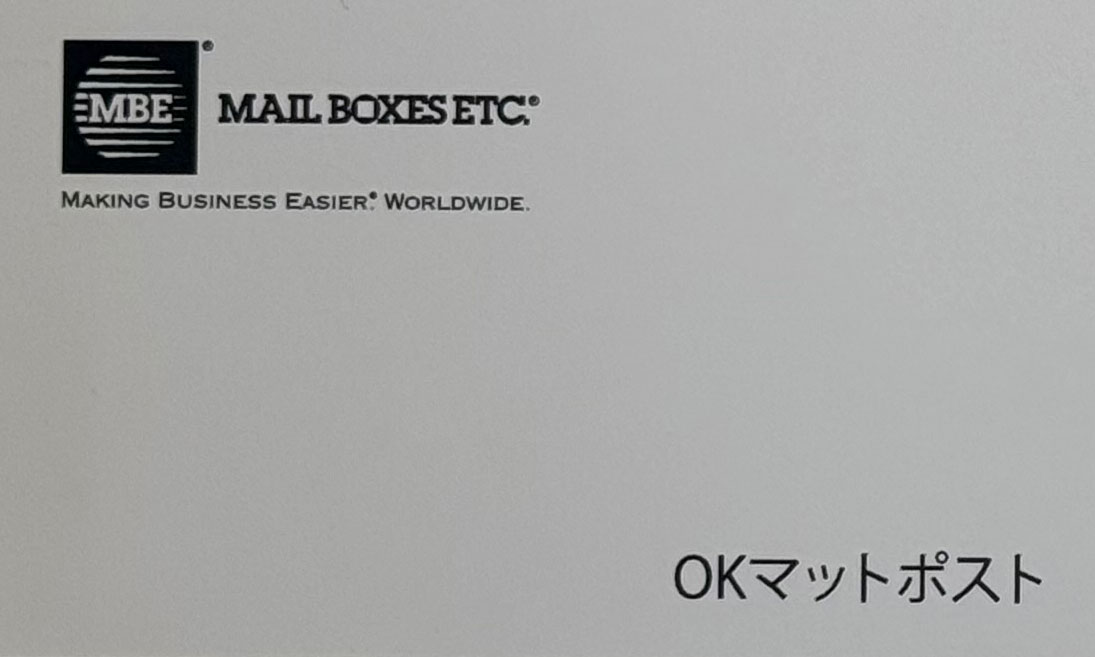 MBE®
MAIL BOXES ETC.®
MAKING BUSINESS EASIER.® WORLDWIDE.
OKマットポスト